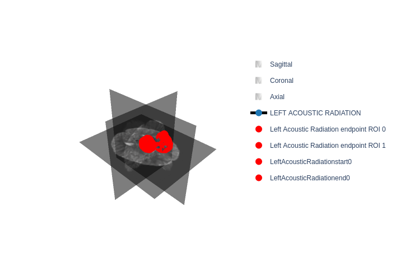 Sagittal
Coronal
Axial
LEFT ACOUSTIC RADIATION
Left Acoustic Radiation endpoint ROI 0
Left Acoustic Radiation endpoint ROI 1
LeftAcousticRadiationstart0
LeftAcousticRadiationend0